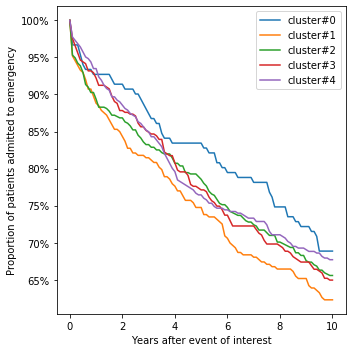 100%
95%
90%
85%
80%
75%
70%
65%
Proportion of patients admitted to emergency
cluster#0
cluster#1
cluster#2
cluster#3
cluster#4
0 2 4 6 8 10
Years after event of interest